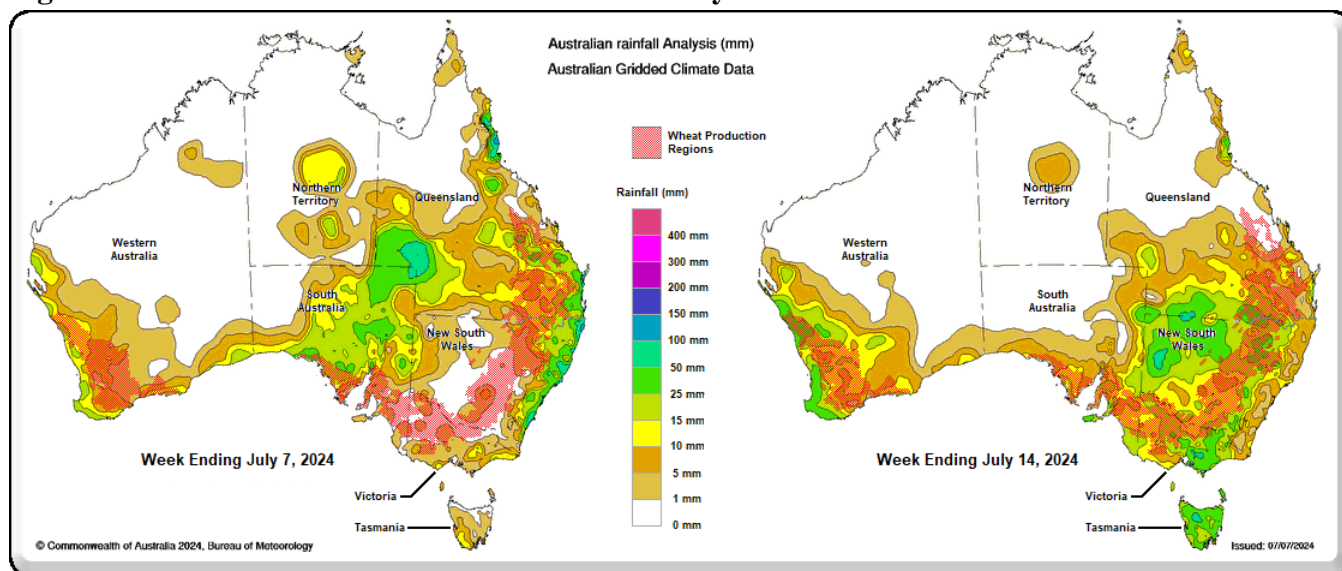 Australian rainfall Analysis (mm)
Australian Gridded Climate Data
Wheat Production
Regions
Rainfall (mm)
400 mm
300 mm
200 mm
150 mm
100 mm
50 mm
25 mm
15 mm
10 mm
5 mm
1 mm
0 mm
Northern
Territory
Queensland
Western
Australia
South
Australia
New South
Wales
Week Ending July 7, 2024
Victoria
Tasmania
© Commonwealth of Australia 2024, Bureau of Meteorology
Northern
Territory
Queensland
Western
Australia
South
Australia
New South
Wales
Week Ending July 14, 2024
Victoria
Tasmania
Issued: 07/07/2024